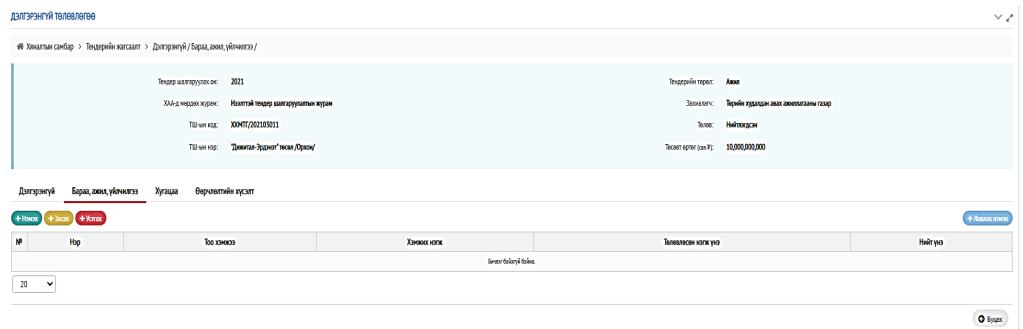 ДЭЛГЭРЭНГҮЙ ТӨЛӨВЛӨГӨӨ
Хяналтын самбар > Тендерийн жагсаалт > Дэлгэрэнгүй / Бараа, ажил, үйлчилгээ /
Тендер шалгаруулах он: 2021 Тендерийн төрөл: Ажил
ХАА-д мөрдөх журам: Нээлттэй тендер шалгаруулалтын журам Захиалагч: Төрийн худалдан авах ажиллагааны газар
ТШ-ын код: ХХМТГ/202103011 Төлөв: Нийтлэгдсэн
ТШ-ын нэр: "Дижитал-Эрдэнэт" төсөл /Орхон/ Төсөвт өртөг (сая.₮): 10,000,000,000
Дэлгэрэнгүй Бараа, ажил, үйлчилгээ Хугацаа Өөрчлөлтийн хүсэлт
+ Нэмэх + Засах + Устгах + Лавлах нэмэх
№ Нэр Тоо хэмжээ Хэмжих нэгж Төлөвлөсөн нэгж үнэ Нийт үнэ
Бичлэг байхгүй байна.
20
Буцах